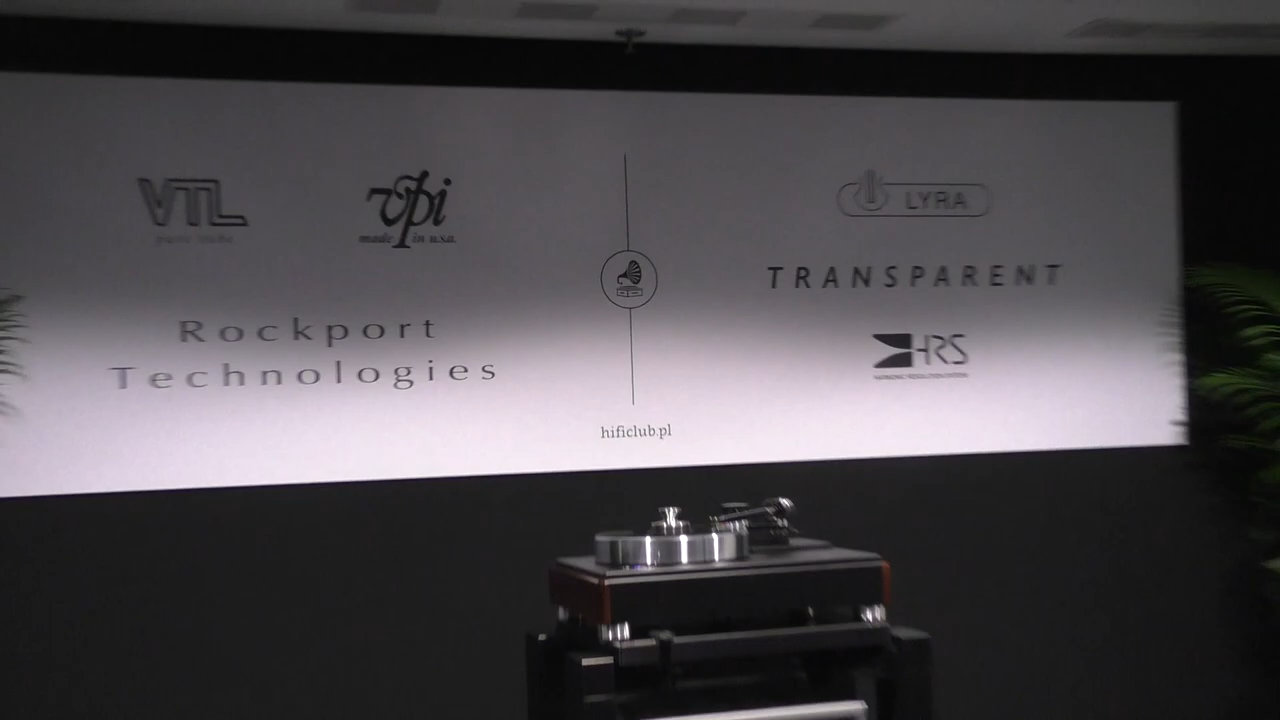 VTL
vpi
made in u.s.a.
Rockport
Technologies
hificlub.pl
LYRA
TRANSPARENT
HRS